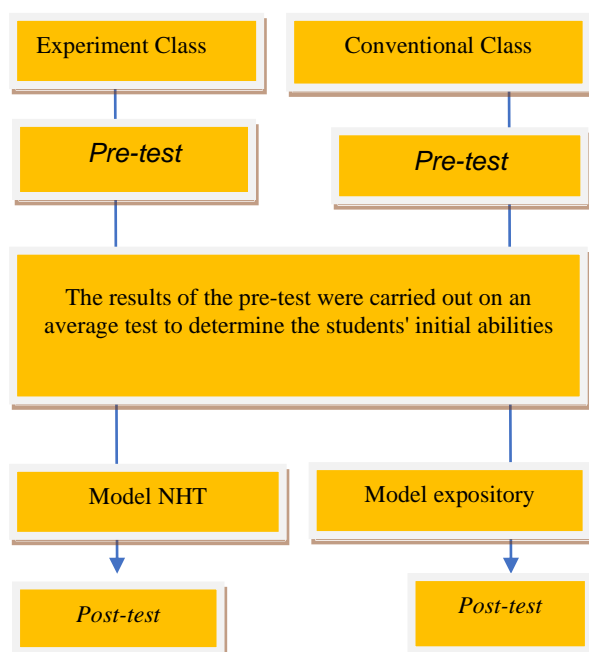 Experiment Class
Conventional Class
Pre-test
Pre-test
The results of the pre-test were carried out on an
average test to determine the students' initial abilities
Model NHT
Model expository
Post-test
Post-test